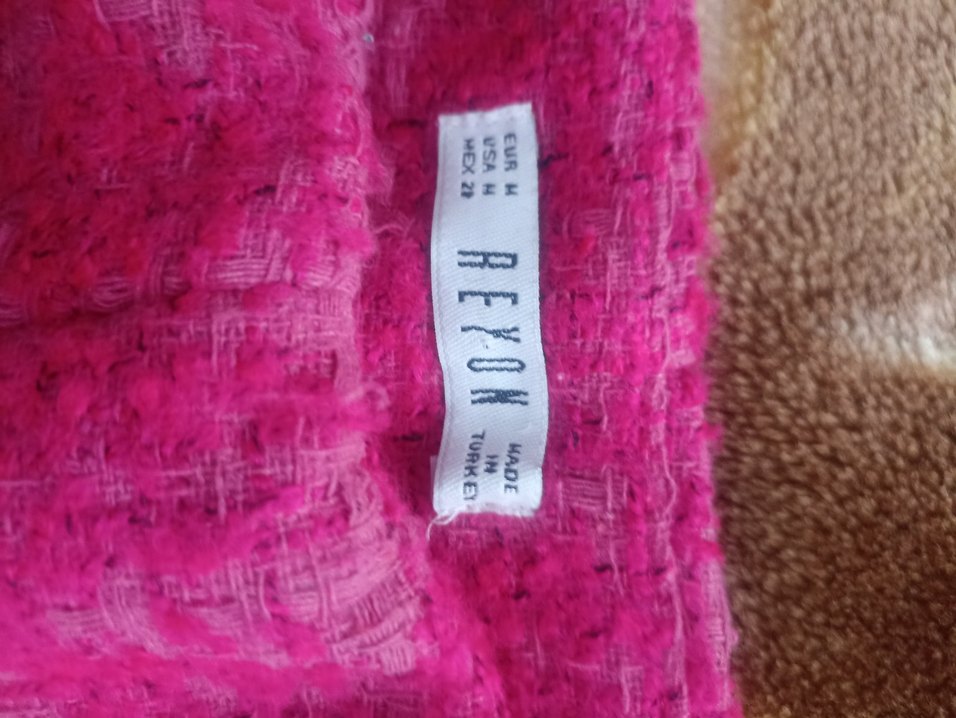 EUR M
USA M
MEX 28
REYON
MADE
IN
TURKEY